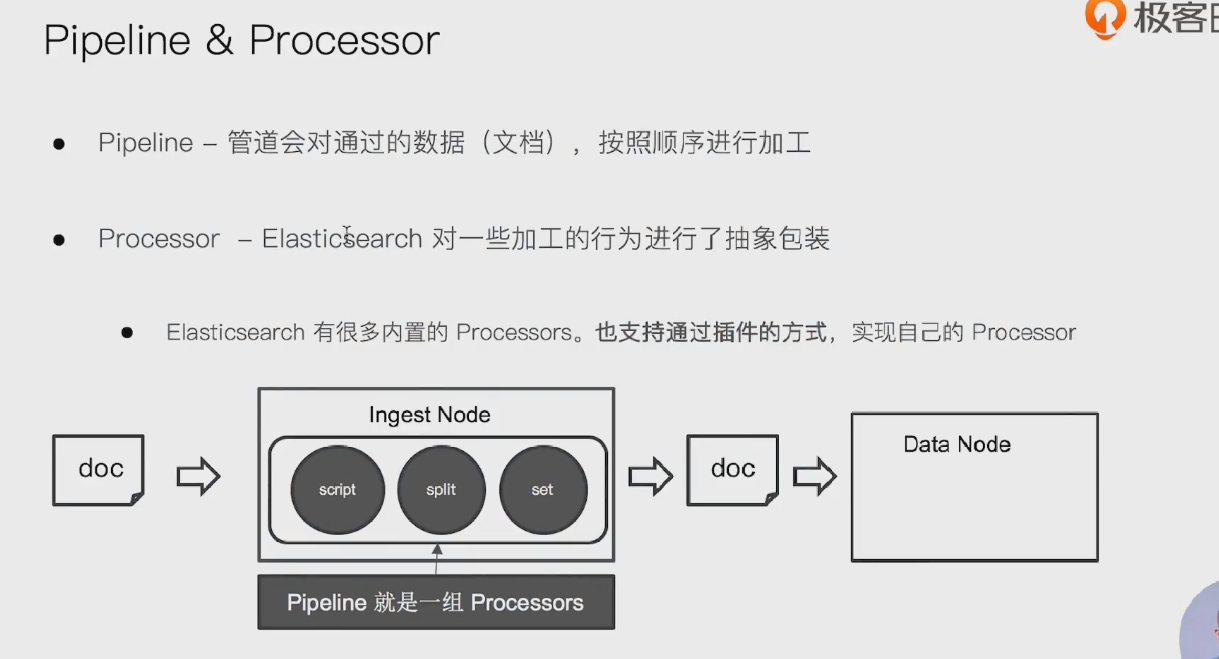 Pipeline & Processor
极客
Pipeline – 管道会对通过的数据（文档），按照顺序进行加工
Processor – Elasticsearch 对一些加工的行为进行了抽象包装
Elasticsearch 有很多内置的 Processors。也支持通过插件的方式，实现自己的 Processor
doc
Ingest Node
script
split
set
doc
Data Node
Pipeline 就是一组 Processors